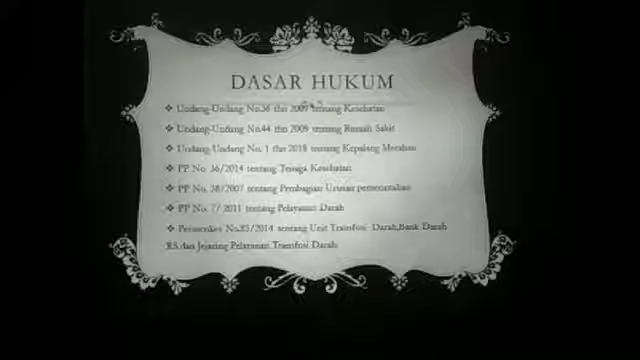 DASAR HUKUM
❖ Undang-Undang No.36 thn 2009 tentang Kesehatan
❖ Undang-Undang No.44 thn 2009 tentang Rumah Sakit
❖ Undang-Undang No. 1 thn 2018 tentang Kepalang Merahan
❖ PP No. 36/2014 tentang Tenaga Kesehatan
❖ PP No. 38/2007 tentang Pembagian Urusan pemerintahan
❖ PP No. 7/ 2011 tentang Pelayanan Darah
❖ Permenkes No.83/2014 tentang Unit Transfusi Darah,Bank Darah
RS dan Jejaring Pelayanan Transfusi Darah